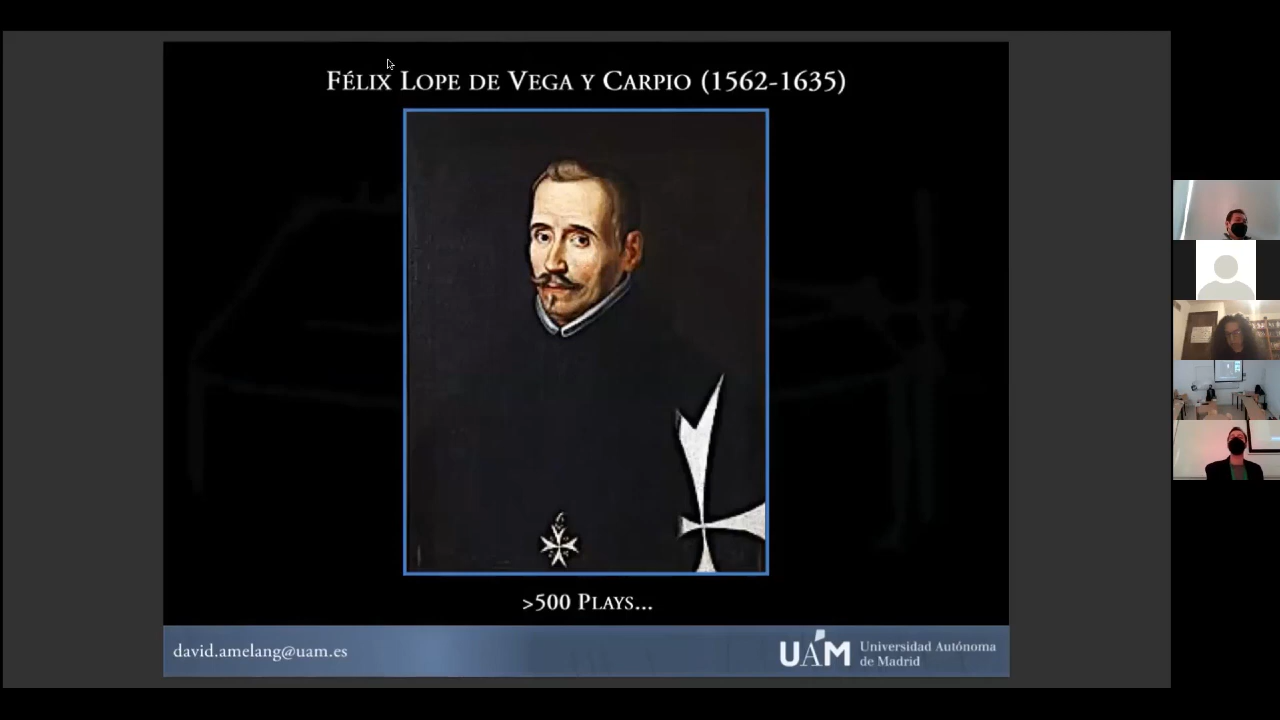 FÉLIX LOPE DE VEGA Y CARPIO (1562-1635)
>500 PLAYS...
david.amelang@uam.es
UAM Universidad Autónoma
de Madrid